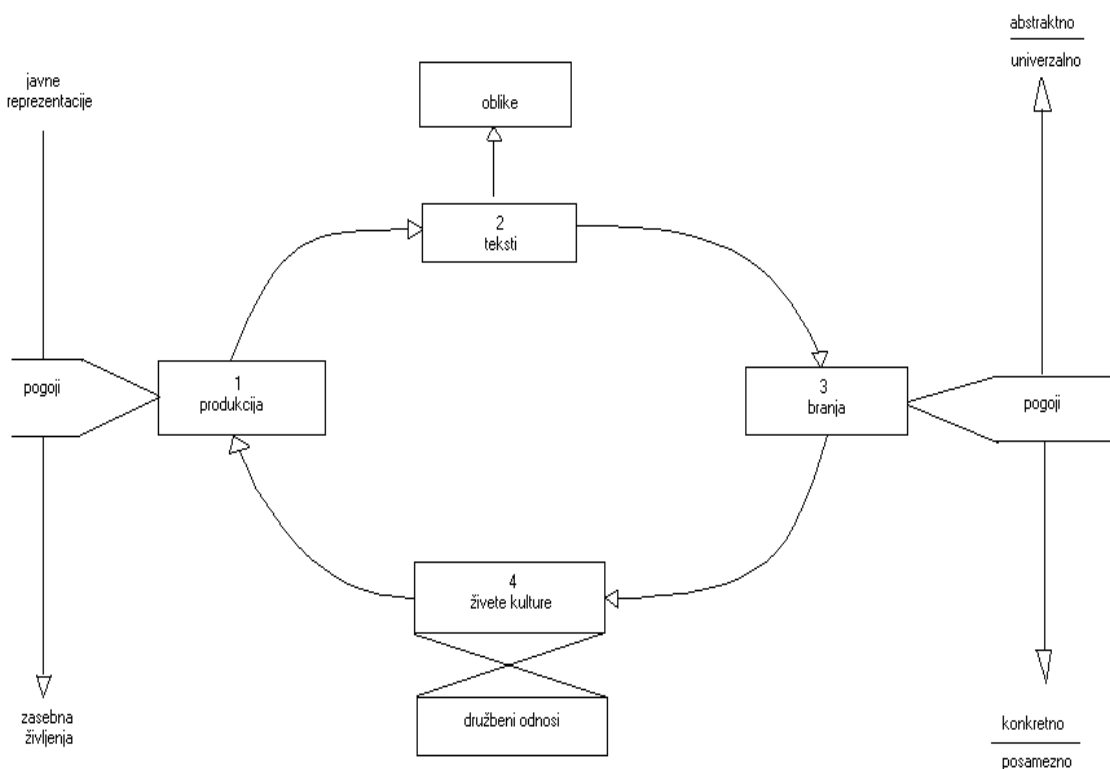 abstraktno
univerzalno
javne
reprezentacije
oblike
2
teksti
pogoji
1
produkcija
3
branja
pogoji
4
živete kulture
družbeni odnosi
zasebna
življenja
konkretno
posamezno